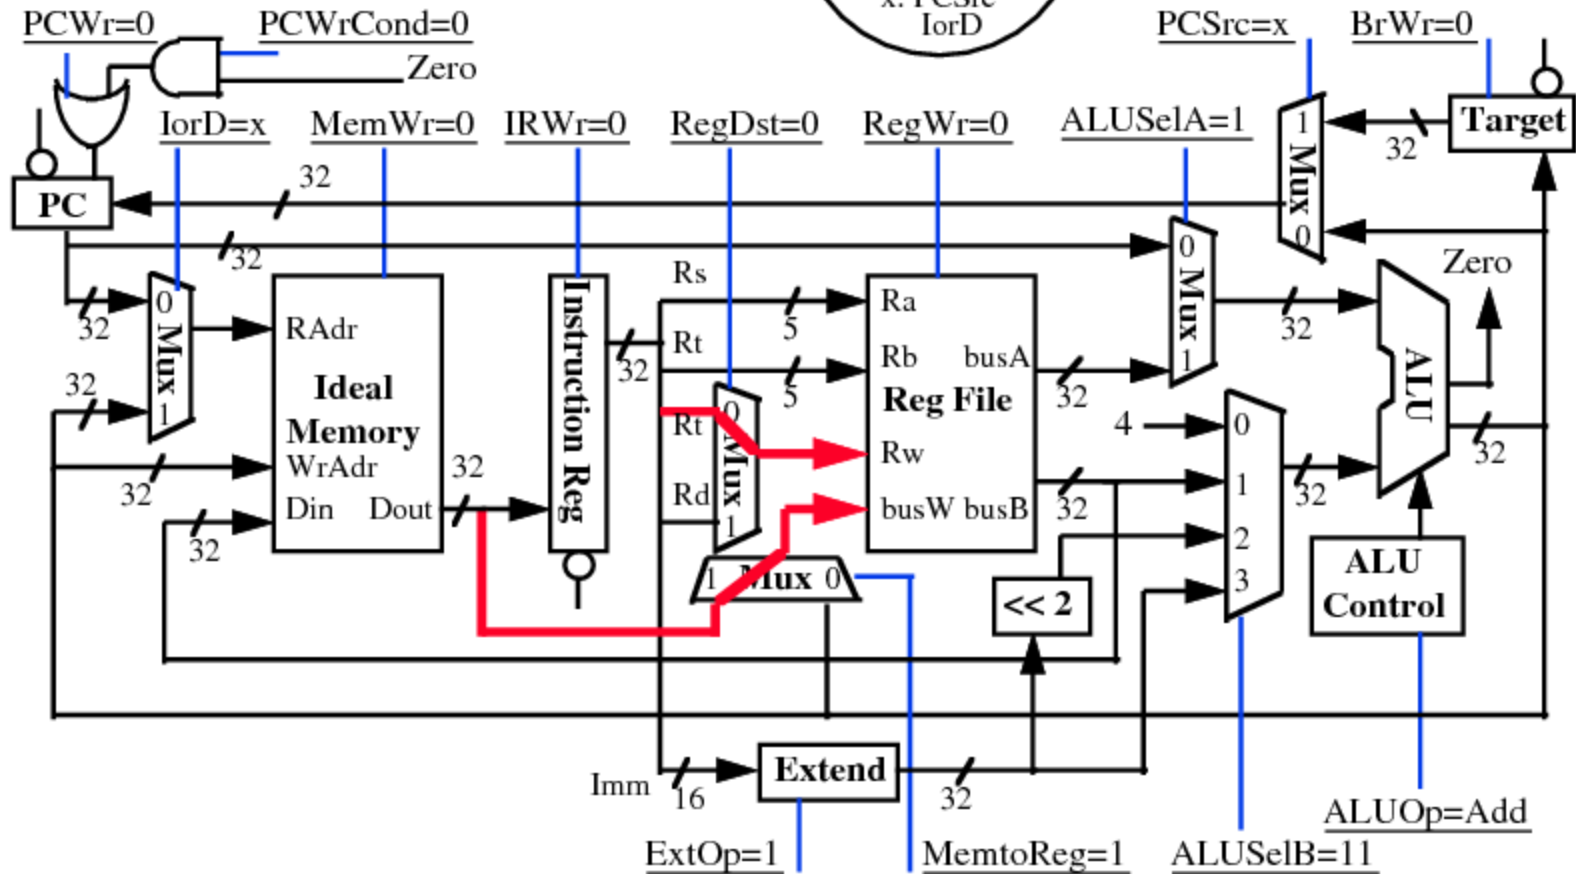 x: PCSrc
IorD
PCWr=0
PCWrCond=0
PCSrc=x
BrWr=0
Zero
IorD=x
MemWr=0
IRWr=0
RegDst=0
RegWr=0
ALUSelA=1
1
Mux
0
32
Target
PC
32
32
0
Mux
1
Zero
32
0
Mux
1
32
RAdr
Ideal
Memory
WrAdr
Din
Dout
32
32
32
Instruction Reg
32
Rs
Rt
Rt
Rd
5
5
0
Mux
1
Ra
Rb
busA
Reg File
Rw
busW
busB
32
32
32
4
0
1
2
3
32
ALU
32
1
Mux
0
<< 2
ALU
Control
Imm
16
Extend
32
ALUOp=Add
ExtOp=1
MemtoReg=1
ALUSelB=11